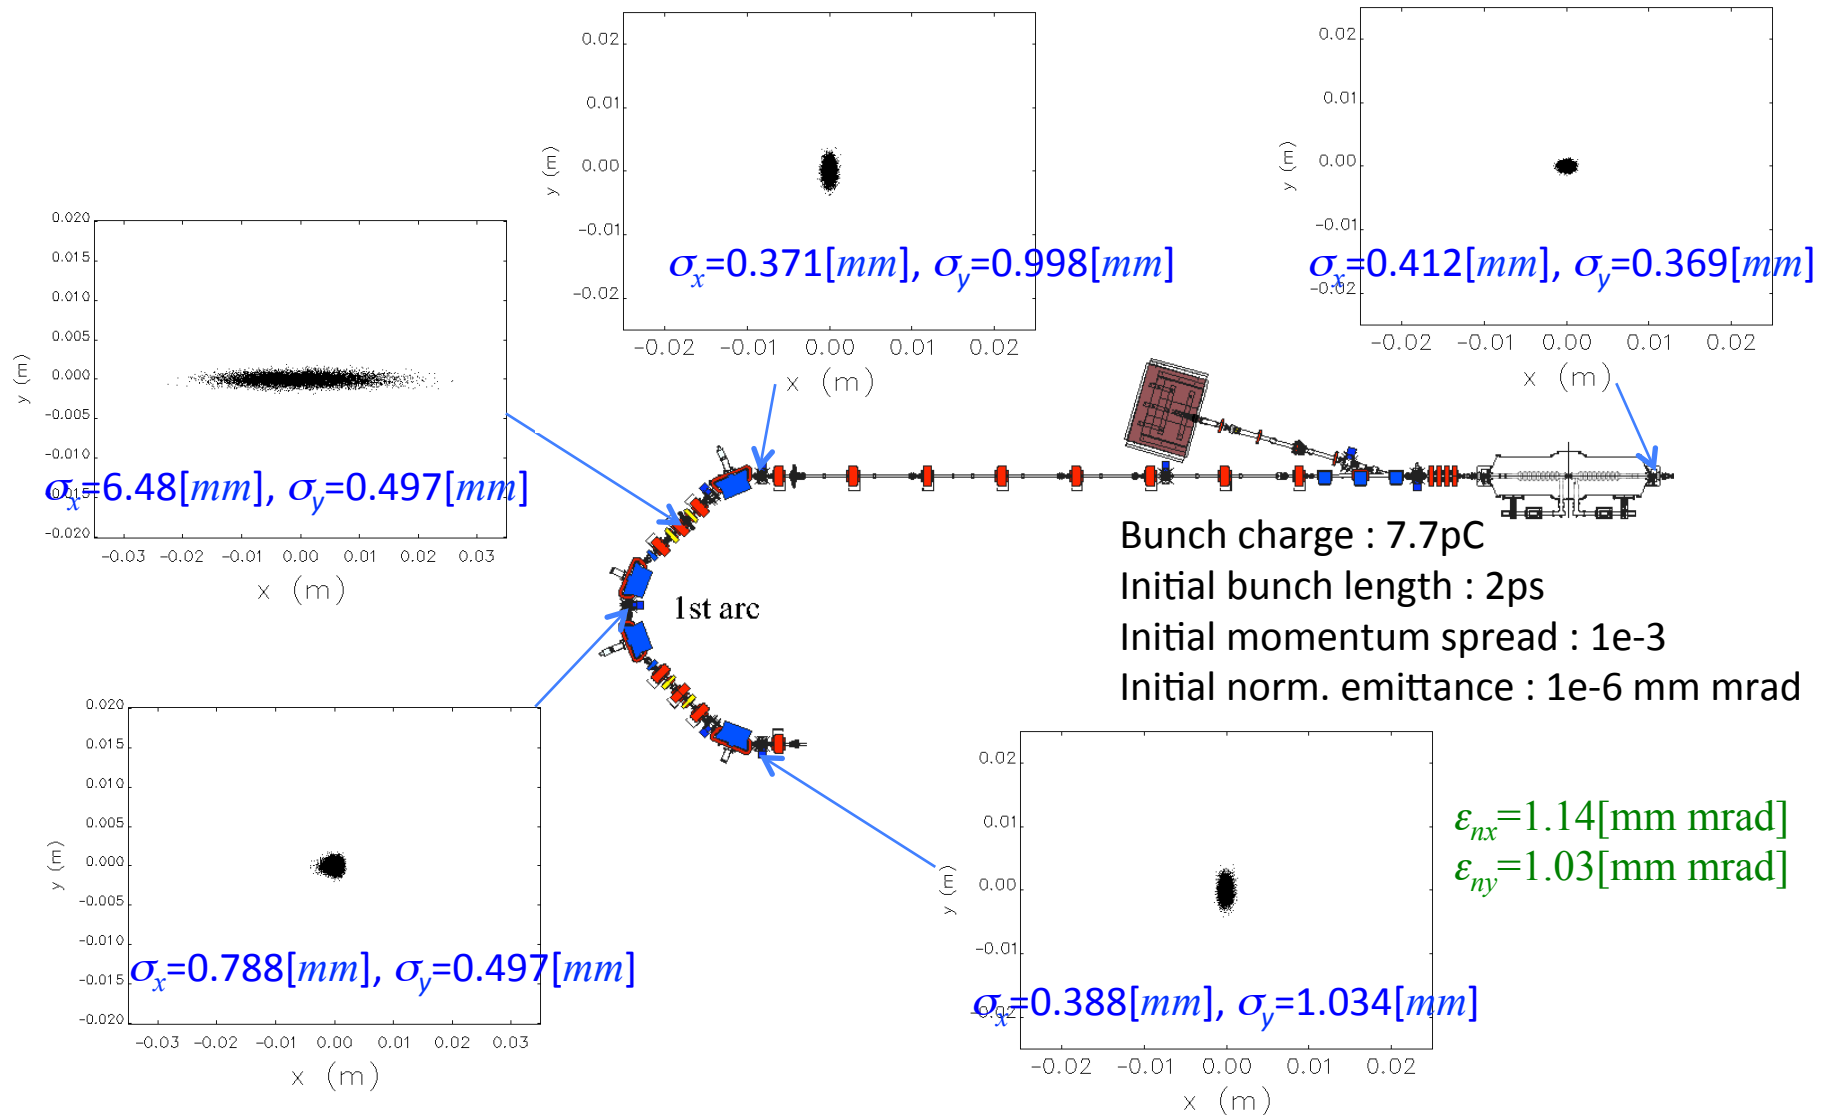 0.02
0.01
0.00
−0.01
−0.02
y (m)
−0.02 −0.01 0.00 0.01 0.02
x (m)
σx=0.371[mm], σy=0.998[mm]
0.02
0.01
0.00
−0.01
−0.02
y (m)
−0.02 −0.01 0.00 0.01 0.02
x (m)
σx=0.412[mm], σy=0.369[mm]
0.020
0.015
0.010
0.005
0.000
−0.005
−0.010
−0.015
−0.020
y (m)
−0.03 −0.02 −0.01 0.00 0.01 0.02 0.03
x (m)
σx=6.48[mm], σy=0.497[mm]
1st arc
Bunch charge : 7.7pC
Initial bunch length : 2ps
Initial momentum spread : 1e-3
Initial norm. emittance : 1e-6 mm mrad
0.020
0.015
0.010
0.005
0.000
−0.005
−0.010
−0.015
−0.020
y (m)
−0.03 −0.02 −0.01 0.00 0.01 0.02 0.03
x (m)
σx=0.788[mm], σy=0.497[mm]
0.02
0.01
0.00
−0.01
−0.02
y (m)
−0.02 −0.01 0.00 0.01 0.02
x (m)
σx=0.388[mm], σy=1.034[mm]
εnx=1.14[mm mrad]
εny=1.03[mm mrad]